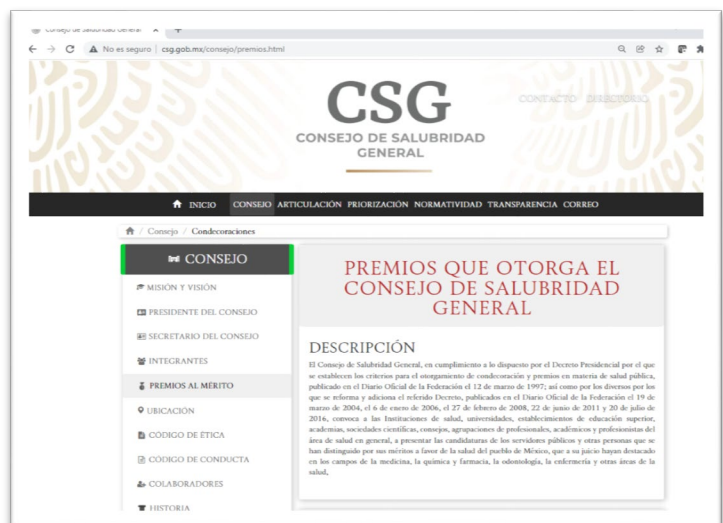 Consejo de Salubridad General
No es seguro | csg.gob.mx/consejo/premios.html
CSG
CONSEJO DE SALUBRIDAD
GENERAL
CONTACTO DIRECTORIO
INICIO CONSEJO ARTICULACIÓN PRIORIZACIÓN NORMATIVIDAD TRANSPARENCIA CORREO
/ Consejo / Condecoraciones
CONSEJO
MISIÓN Y VISIÓN
PRESIDENTE DEL CONSEJO
SECRETARIO DEL CONSEJO
INTEGRANTES
PREMIOS AL MÉRITO
UBICACIÓN
CÓDIGO DE ÉTICA
CÓDIGO DE CONDUCTA
COLABORADORES
HISTORIA
PREMIOS QUE OTORGA EL
CONSEJO DE SALUBRIDAD
GENERAL
DESCRIPCIÓN
El Consejo de Salubridad General, en cumplimiento a lo dispuesto por el Decreto Presidencial por el que
se establecen los criterios para el otorgamiento de condecoración y premios en materia de salud pública,
publicado en el Diario Oficial de la Federación el 12 de marzo de 1997; así como por los diversos por los
que se reforma y adiciona el referido Decreto, publicados en el Diario Oficial de la Federación el 19 de
marzo de 2004, el 6 de enero de 2006, el 27 de febrero de 2008, 22 de junio de 2011 y 20 de julio de
2016, convoca a las Instituciones de salud, universidades, establecimientos de educación superior,
academias, sociedades científicas, consejos, agrupaciones de profesionales, académicos y profesionistas del
área de salud en general, a presentar las candidaturas de los servidores públicos y otras personas que se
han distinguido por sus méritos a favor de la salud del pueblo de México, que a su juicio hayan destacado
en los campos de la medicina, la química y farmacia, la odontología, la enfermería y otras áreas de la
salud,